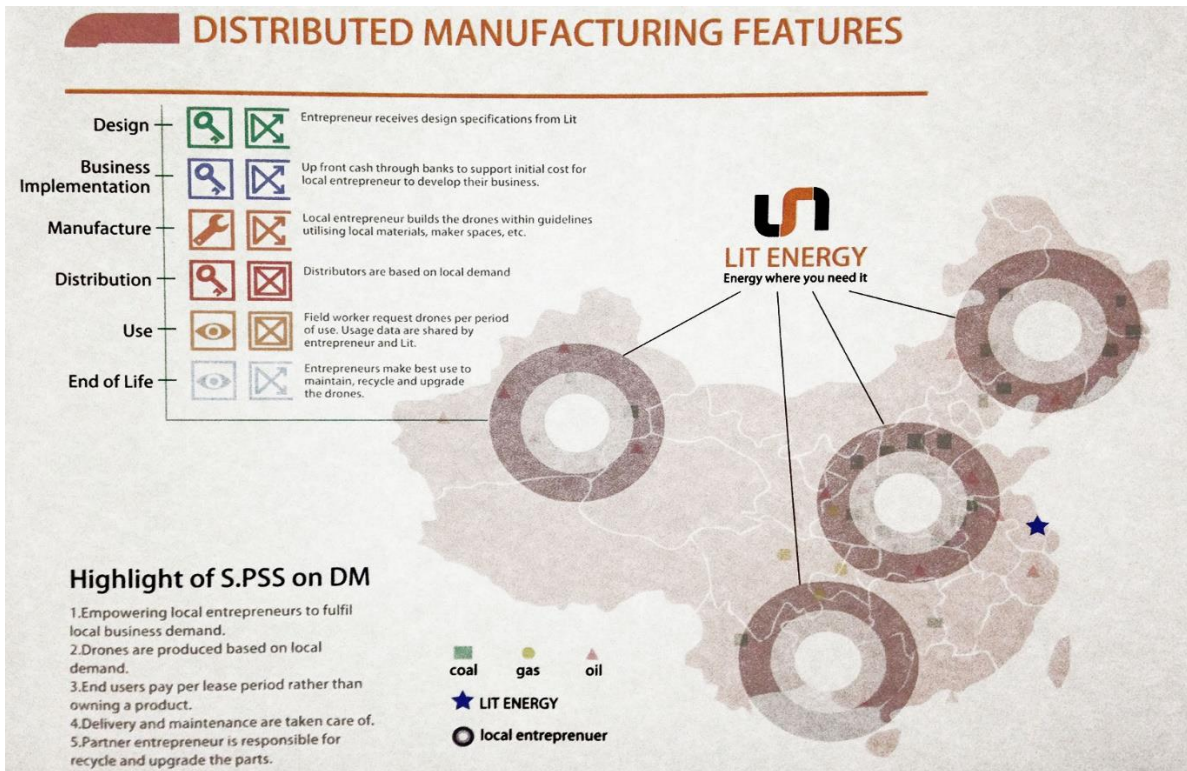 DISTRIBUTED MANUFACTURING FEATURES
Design
Entrepreneur receives design specifications from Lit
Business
Implementation
Up front cash through banks to support initial cost for
local entrepreneur to develop their business.
Manufacture
Local entrepreneur builds the drones within guidelines
utilising local materials, maker spaces, etc.
Distribution
Distributors are based on local demand
Use
Field worker request drones per period
of use. Usage data are shared by
entrepreneur and Lit.
End of Life
Entrepreneurs make best use to
maintain, recycle and upgrade
the drones.
LIT ENERGY
Energy where you need it
Highlight of S.PSS on DM
1.Empowering local entrepreneurs to fulfil
local business demand.
2.Drones are produced based on local
demand.
3.End users pay per lease period rather than
owning a product.
4.Delivery and maintenance are taken care of.
5.Partner entrepreneur is responsible for
recycle and upgrade the parts.
coal
gas
oil
LIT ENERGY
local entreprenuer